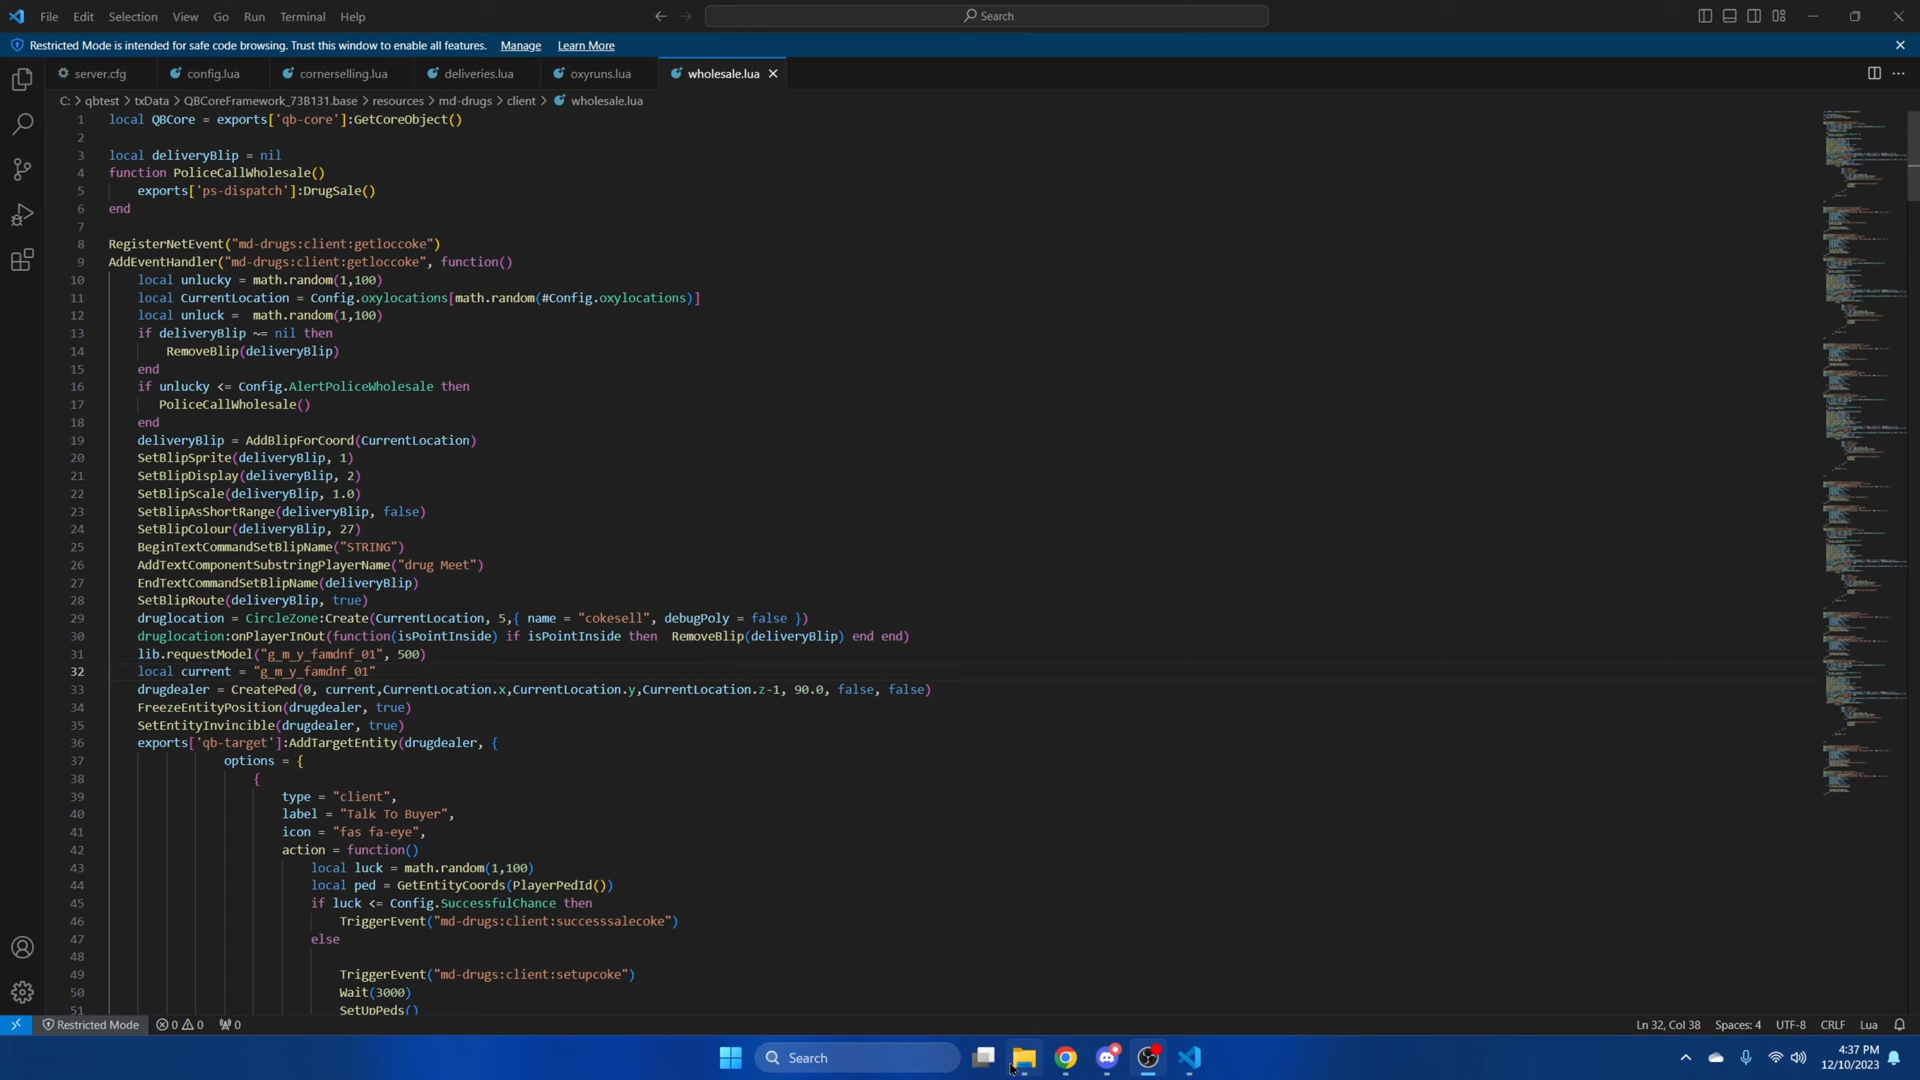 File Edit Selection View Go Run Terminal Help Search
Restricted Mode is intended for safe code browsing. Trust this window to enable all features. Manage Learn More
server.cfg config.lua cornerselling.lua deliveries.lua oxyruns.lua wholesale.lua
C: > qbtest > txData > QBCoreFramework_73B131.base > resources > md-drugs > client > wholesale.lua
1 local QBCore = exports['qb-core']:GetCoreObject()
2
3 local deliveryBlip = nil
4 function PoliceCallWholesale()
5 exports['ps-dispatch']:DrugSale()
6 end
7
8 RegisterNetEvent("md-drugs:client:getloccoke")
9 AddEventHandler("md-drugs:client:getloccoke", function()
10 local unlucky = math.random(1,100)
11 local CurrentLocation = Config.oxylocations[math.random(#Config.oxylocations)]
12 local unluck =  math.random(1,100)
13 if deliveryBlip ~= nil then
14 RemoveBlip(deliveryBlip)
15 end
16 if unlucky <= Config.AlertPoliceWholesale then
17 PoliceCallWholesale()
18 end
19 deliveryBlip = AddBlipForCoord(CurrentLocation)
20 SetBlipSprite(deliveryBlip, 1)
21 SetBlipDisplay(deliveryBlip, 2)
22 SetBlipScale(deliveryBlip, 1.0)
23 SetBlipAsShortRange(deliveryBlip, false)
24 SetBlipColour(deliveryBlip, 27)
25 BeginTextCommandSetBlipName("STRING")
26 AddTextComponentSubstringPlayerName("drug Meet")
27 EndTextCommandSetBlipName(deliveryBlip)
28 SetBlipRoute(deliveryBlip, true)
29 druglocation = CircleZone:Create(CurrentLocation, 5,{ name = "cokesell", debugPoly = false })
30 druglocation:onPlayerInOut(function(isPointInside) if isPointInside then  RemoveBlip(deliveryBlip) end end)
31 lib.requestModel("g_m_y_famdnf_01", 500)
32 local current = "g_m_y_famdnf_01"
33 drugdealer = CreatePed(0, current,CurrentLocation.x,CurrentLocation.y,CurrentLocation.z-1, 90.0, false, false)
34 FreezeEntityPosition(drugdealer, true)
35 SetEntityInvincible(drugdealer, true)
36 exports['qb-target']:AddTargetEntity(drugdealer, {
37 options = {
38 {
39 type = "client",
40 label = "Talk To Buyer",
41 icon = "fas fa-eye",
42 action = function()
43 local luck = math.random(1,100)
44 local ped = GetEntityCoords(PlayerPedId())
45 if luck <= Config.SuccessfulChance then
46 TriggerEvent("md-drugs:client:successsalecoke")
47 else
48
49 TriggerEvent("md-drugs:client:setupcoke")
50 Wait(3000)
51 SetUpPeds()
Restricted Mode 0 0 0 Ln 32, Col 38 Spaces: 4 UTF-8 CRLF Lua
Search 4:37 PM
12/10/2023